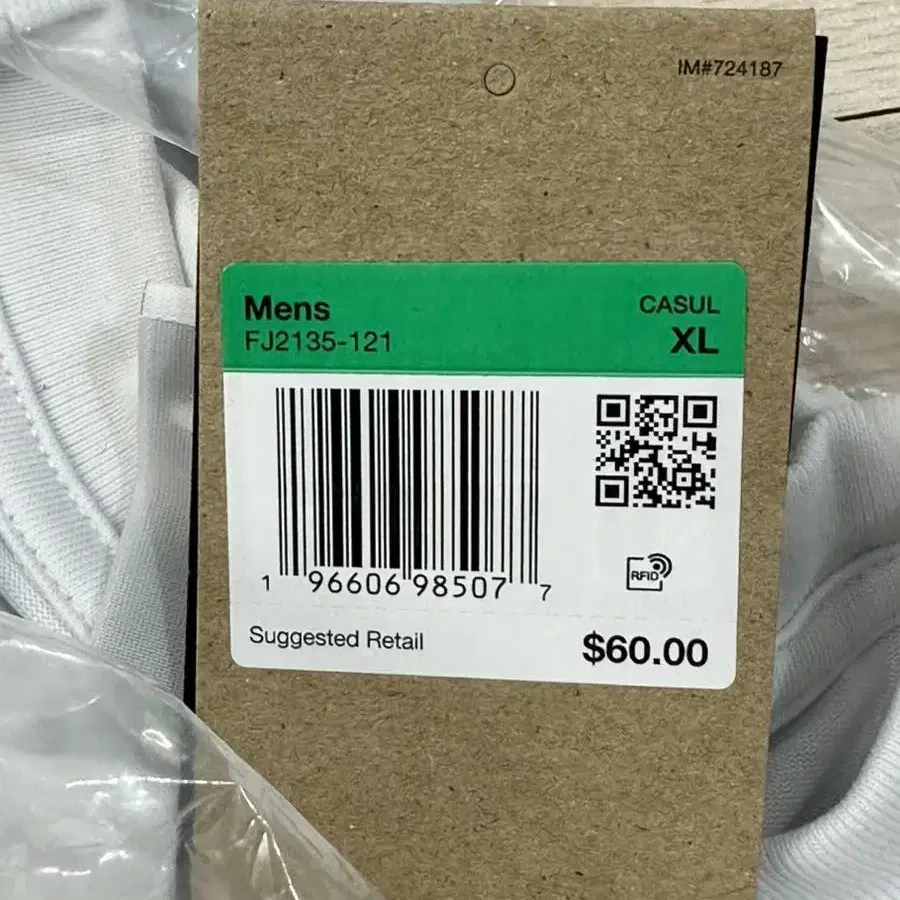 IM#724187
Mens
CASUL
FJ2135-121
XL
1 96606 98507 7
RFID
Suggested Retail
$60.00